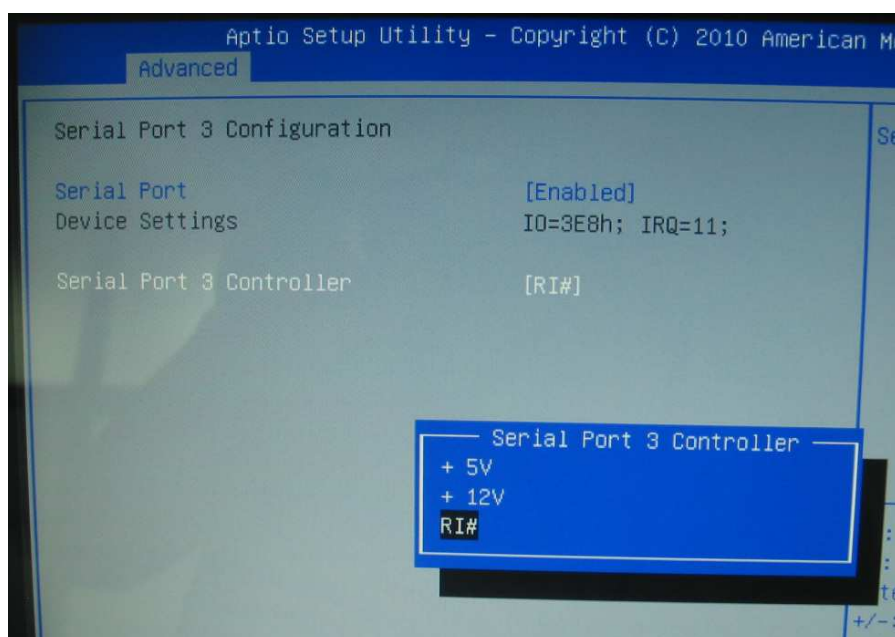 Aptio Setup Utility – Copyright (C) 2010 American
Advanced
Serial Port 3 Configuration
Serial Port [Enabled]
Device Settings IO=3E8h; IRQ=11;
Serial Port 3 Controller [RI#]
Serial Port 3 Controller
+ 5V
+ 12V
RI#
+/-